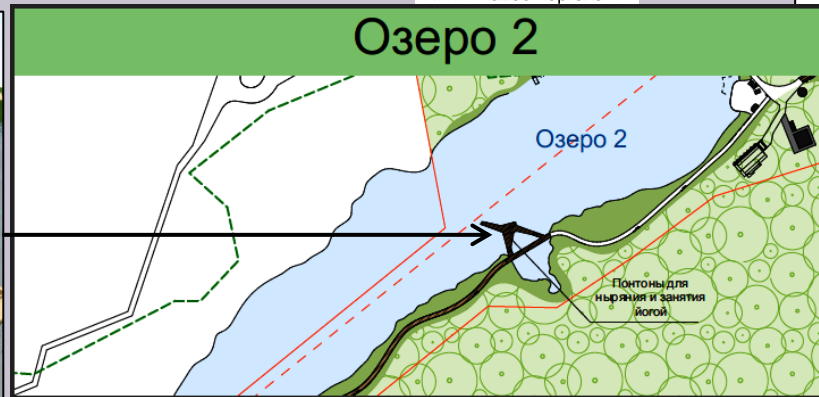 Озеро 2
Озеро 2
Понтоны для
ныряния и занятия
йогой